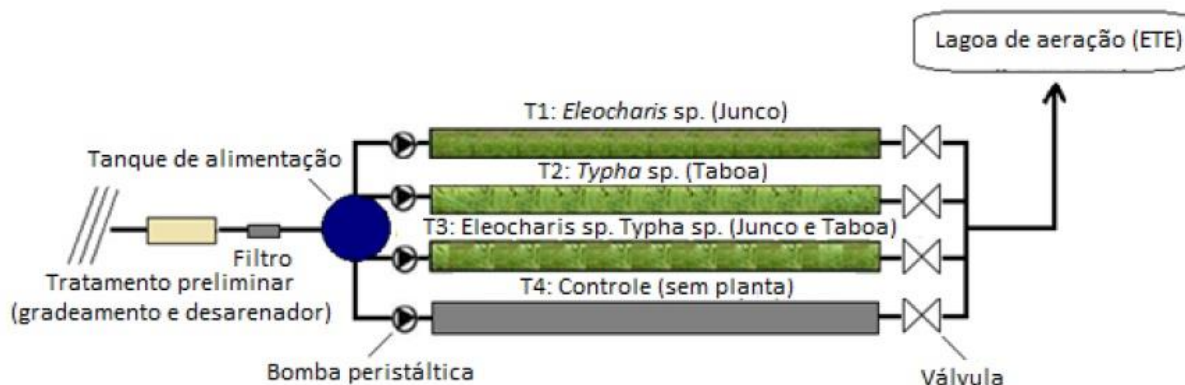 Lagoa de aeração (ETE)
T1: Eleocharis sp. (Junco)
Tanque de alimentação
T2: Typha sp. (Taboa)
T3: Eleocharis sp. Typha sp. (Junco e Taboa)
Filtro
Tratamento preliminar
(gradeamento e desarenador)
T4: Controle (sem planta)
Bomba peristáltica
Válvula